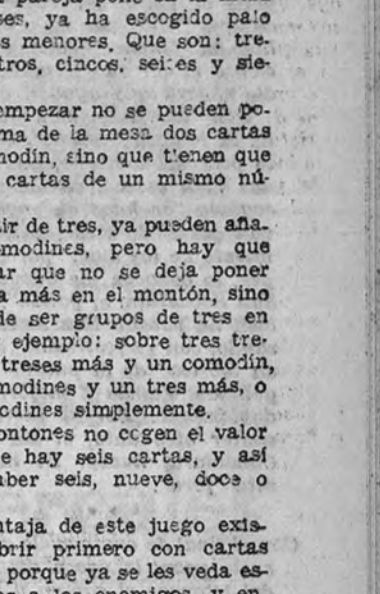 ses, ya ha escogido palo
s menores. Que son: tre-
tros, cincos, seises y sie-
empezar no se pueden po-
ma de la mesa dos cartas
modín, sino que t'enen que
cartas de un mismo nú-
ir de tres, ya pueden aña-
modines, pero hay que
ar que no se deja poner
a más en el montón, sino
de ser grupos de tres en
ejemplo: sobre tres tre-
treses más y un comodín,
modines y un tres más, o
odines simplemente.
ontones no cogen el valor
e hay seis cartas, y así
aber seis, nueve, doce o
ntaja de este juego exis-
brir primero con cartas
porque ya se les veda es-